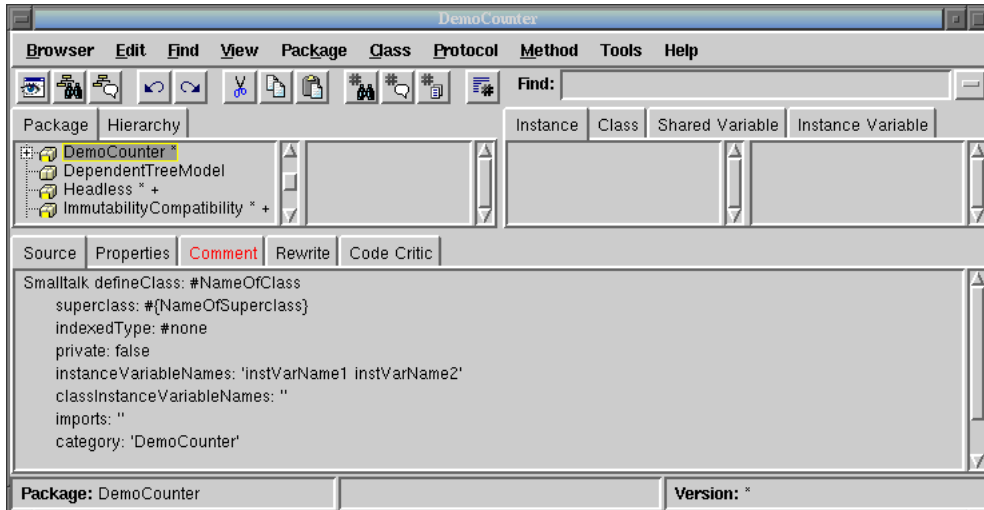 DemoCounter
Browser Edit Find View Package Class Protocol Method Tools Help
Find:
Package Hierarchy Instance Class Shared Variable Instance Variable
DemoCounter *
DependentTreeModel
Headless * +
ImmutabilityCompatibility * +
Source Properties Comment Rewrite Code Critic
Smalltalk defineClass: #NameOfClass
superclass: #{NameOfSuperclass}
indexedType: #none
private: false
instanceVariableNames: 'instVarName1 instVarName2'
classInstanceVariableNames: ''
imports: ''
category: 'DemoCounter'
Package: DemoCounter Version: *